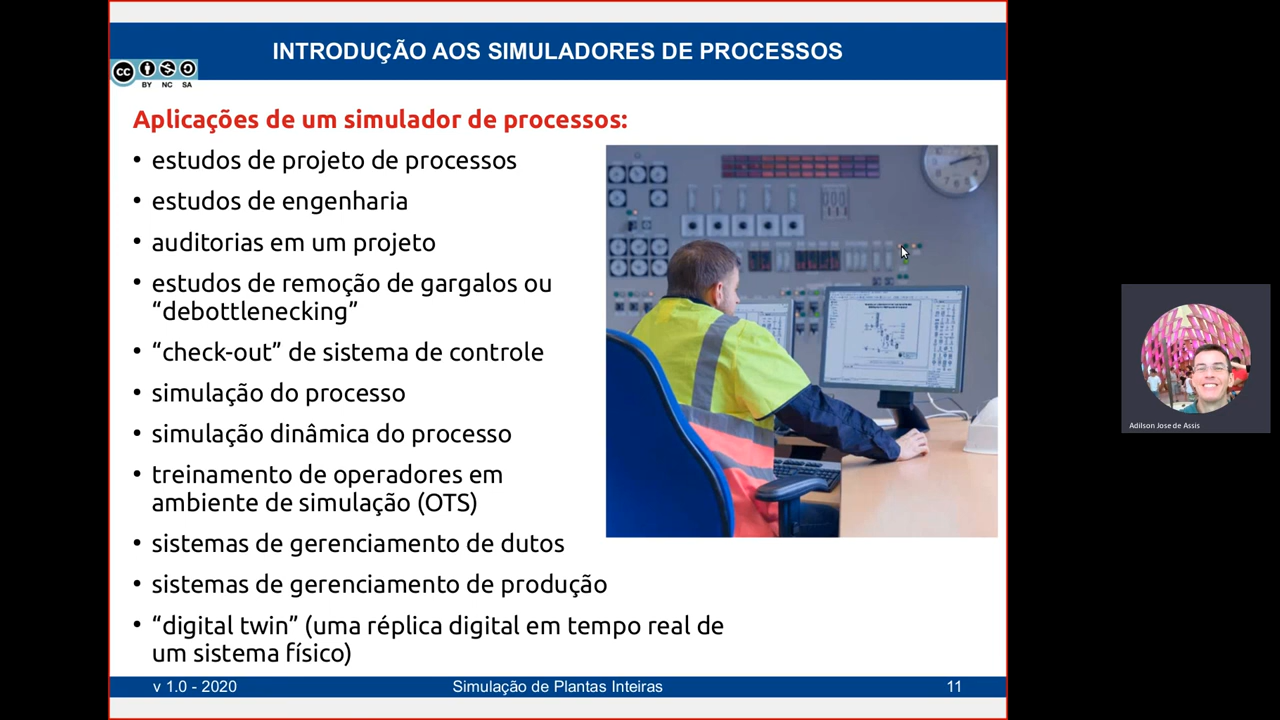 INTRODUÇÃO AOS SIMULADORES DE PROCESSOS
CC
BY NC SA
Aplicações de um simulador de processos:
• estudos de projeto de processos
• estudos de engenharia
• auditorias em um projeto
• estudos de remoção de gargalos ou
“debottlenecking”
• “check-out” de sistema de controle
• simulação do processo
• simulação dinâmica do processo
• treinamento de operadores em
ambiente de simulação (OTS)
• sistemas de gerenciamento de dutos
• sistemas de gerenciamento de produção
• “digital twin” (uma réplica digital em tempo real de
um sistema físico)
v 1.0 - 2020 Simulação de Plantas Inteiras 11
Adilson Jose de Assis